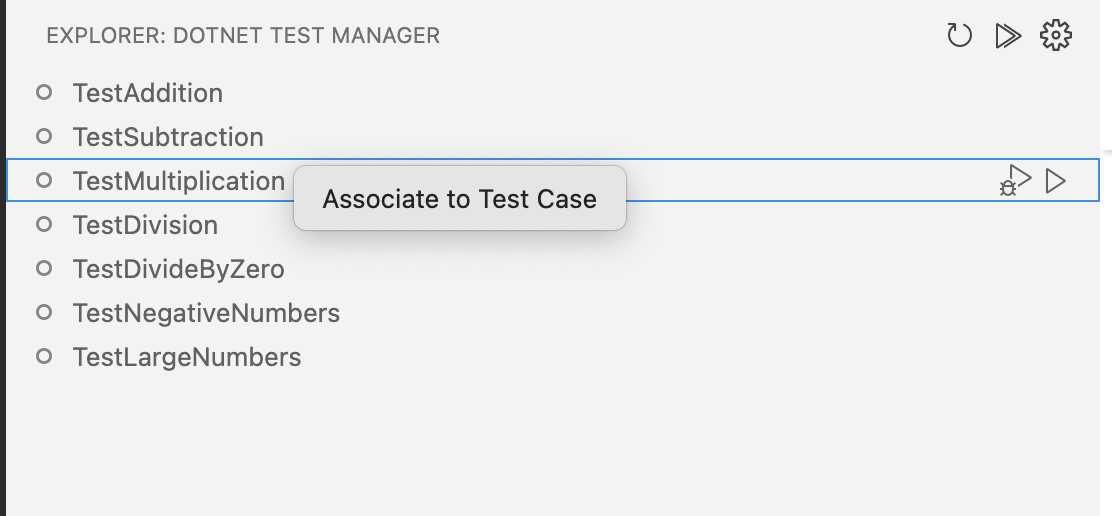 EXPLORER: DOTNET TEST MANAGER
TestAddition
TestSubtraction
TestMultiplication
Associate to Test Case
TestDivision
TestDivideByZero
TestNegativeNumbers
TestLargeNumbers